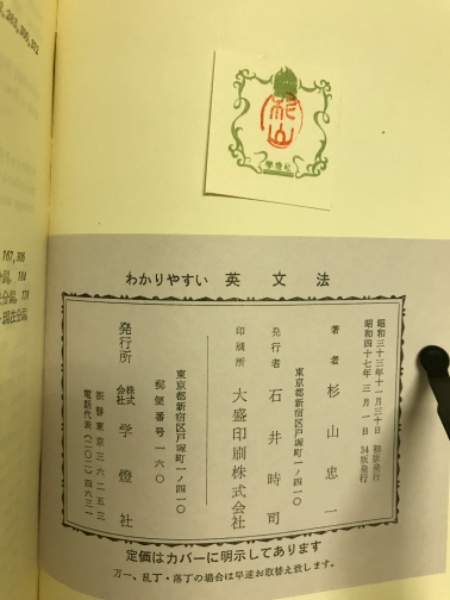 杉山
學燈社
167, 306
わかりやすい 英文法
昭和三十三年十一月三十日 初版発行
昭和四十七年三月一日 34版発行
著者 杉山忠一
東京都新宿区戸塚町一ノ四一〇
発行者 石井時司
印刷所 大盛印刷株式会社
東京都新宿区戸塚町一ノ四一〇
郵便番号 一六〇
発行所 株式会社 学燈社
振替東京三六二五三
電話代表(二〇二)四六三一
定価はカバーに明示してあります
万一、乱丁・落丁の場合は早速お取替え致します。